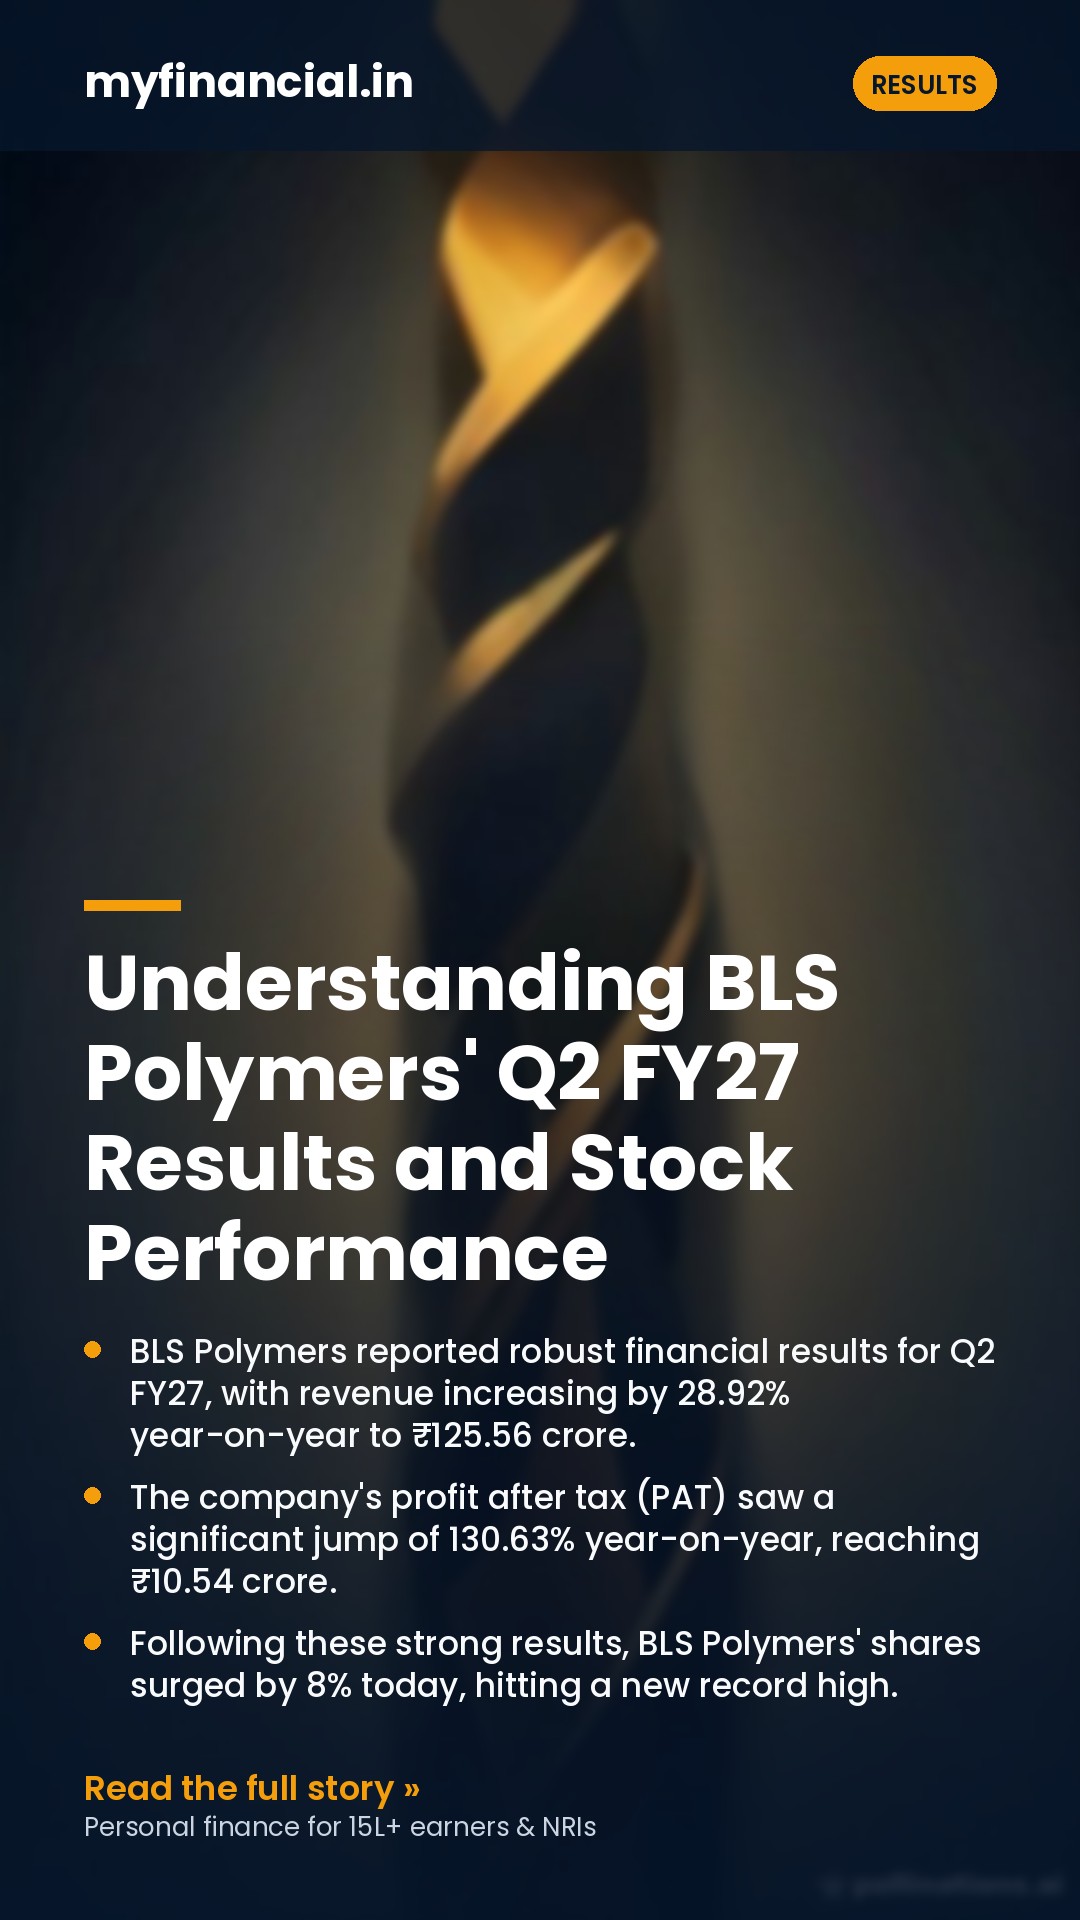 myfinancial.in
RESULTS
Understanding BLS
Polymers' Q2 FY27
Results and Stock
Performance
BLS Polymers reported robust financial results for Q2
FY27, with revenue increasing by 28.92%
year-on-year to ₹125.56 crore.
The company's profit after tax (PAT) saw a
significant jump of 130.63% year-on-year, reaching
₹10.54 crore.
Following these strong results, BLS Polymers' shares
surged by 8% today, hitting a new record high.
Read the full story »
Personal finance for 15L+ earners & NRIs